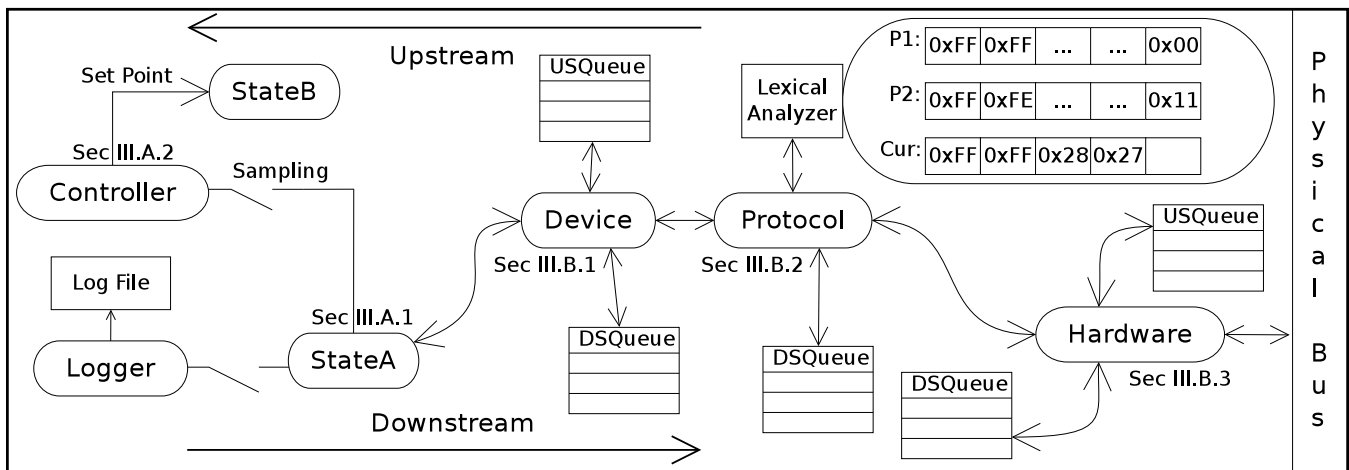 Upstream
Set Point
StateB
Sec III.A.2
Controller
Sampling
Log File
Sec III.A.1
Logger
StateA
Downstream
USQueue
Device
Sec III.B.1
DSQueue
Lexical
Analyzer
Protocol
Sec III.B.2
DSQueue
P1: 0xFF 0xFF ... ... 0x00
P2: 0xFF 0xFE ... ... 0x11
Cur: 0xFF 0xFF 0x28 0x27
USQueue
Hardware
Sec III.B.3
DSQueue
Physical Bus